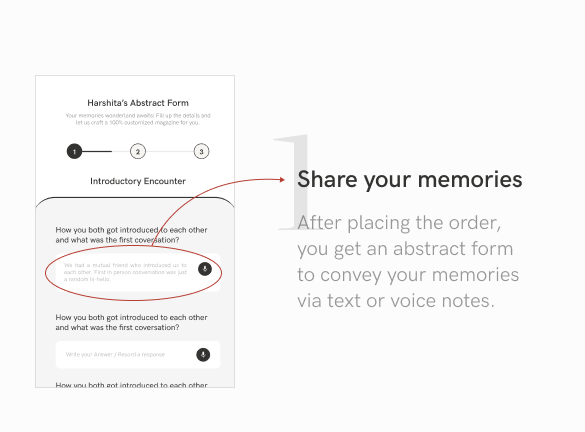 Harshita's Abstract Form
Your memories wonderland awaits: Fill up the details and
let us craft a 100% customized magazine for you.
1
2
3
Introductory Encounter
How you both got introduced to each other
and what was the first coversation?
We had a mutual friend who introduced us to
each other. First in person conversation was just
a random hi-hello.
How you both got introduced to each other
and what was the first coversation?
Write your Answer / Record a response
How you both got introduced to each other
1
Share your memories
After placing the order,
you get an abstract form
to convey your memories
via text or voice notes.